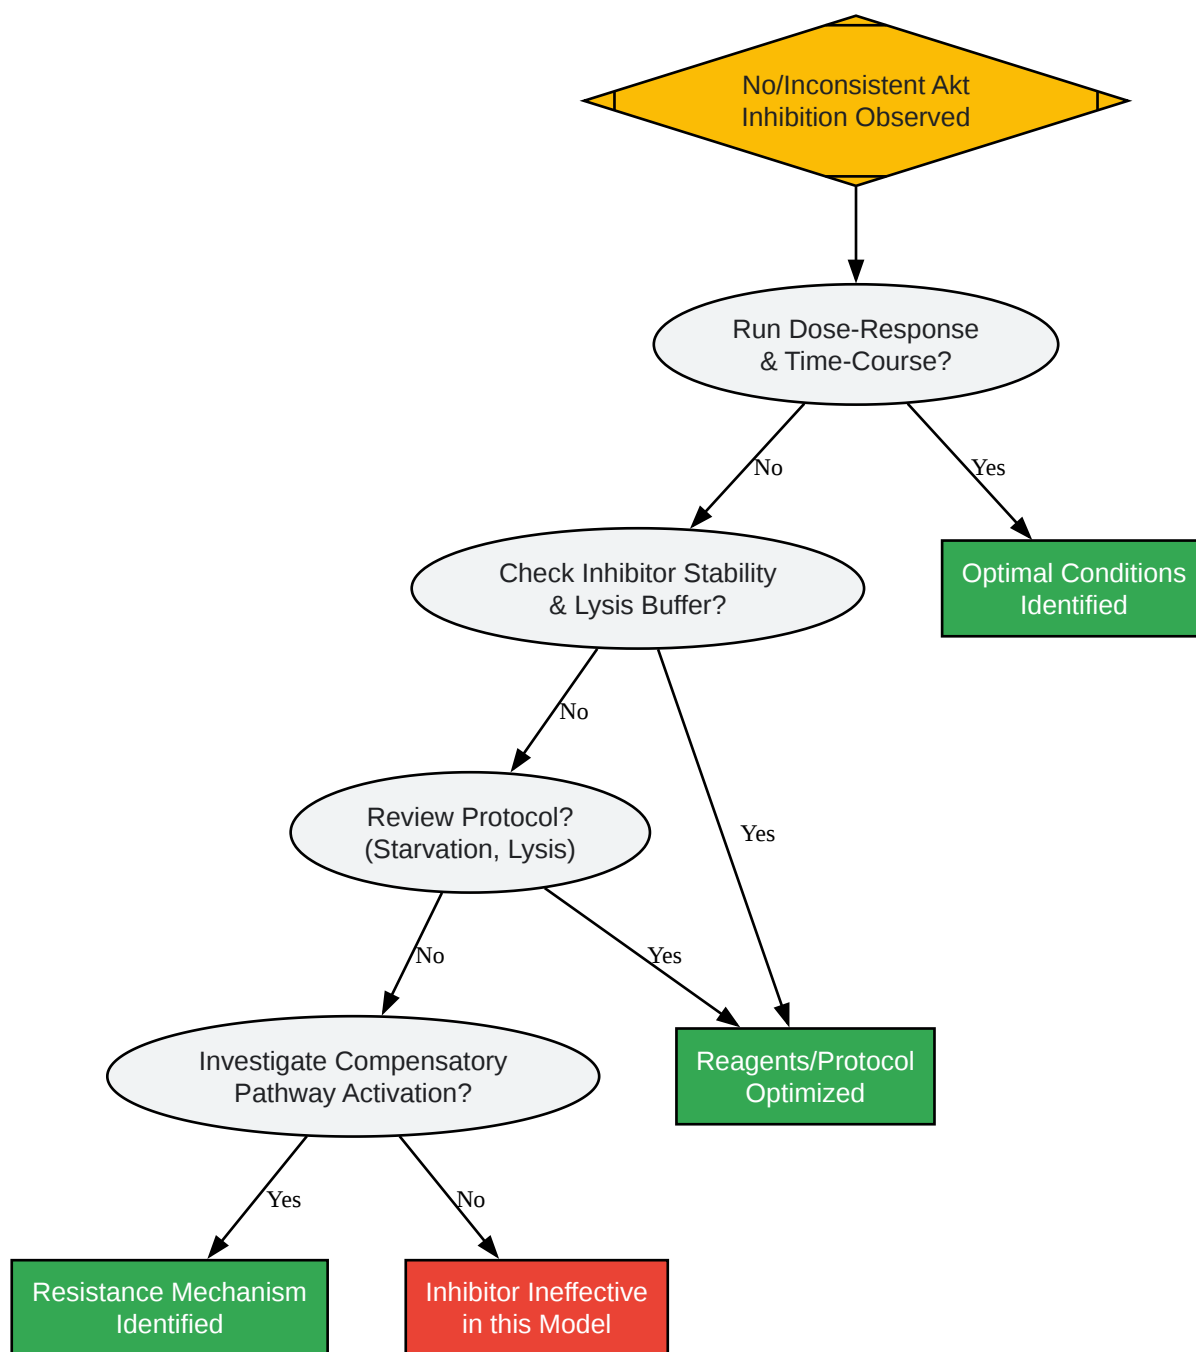 No/Inconsistent Akt
Inhibition Observed
Run Dose-Response
& Time-Course?
No
Yes
Check Inhibitor Stability
& Lysis Buffer?
Optimal Conditions
Identified
No
Review Protocol?
(Starvation, Lysis)
Yes
No
Yes
Investigate Compensatory
Pathway Activation?
Reagents/Protocol
Optimized
Yes
No
Resistance Mechanism
Identified
Inhibitor Ineffective
in this Model